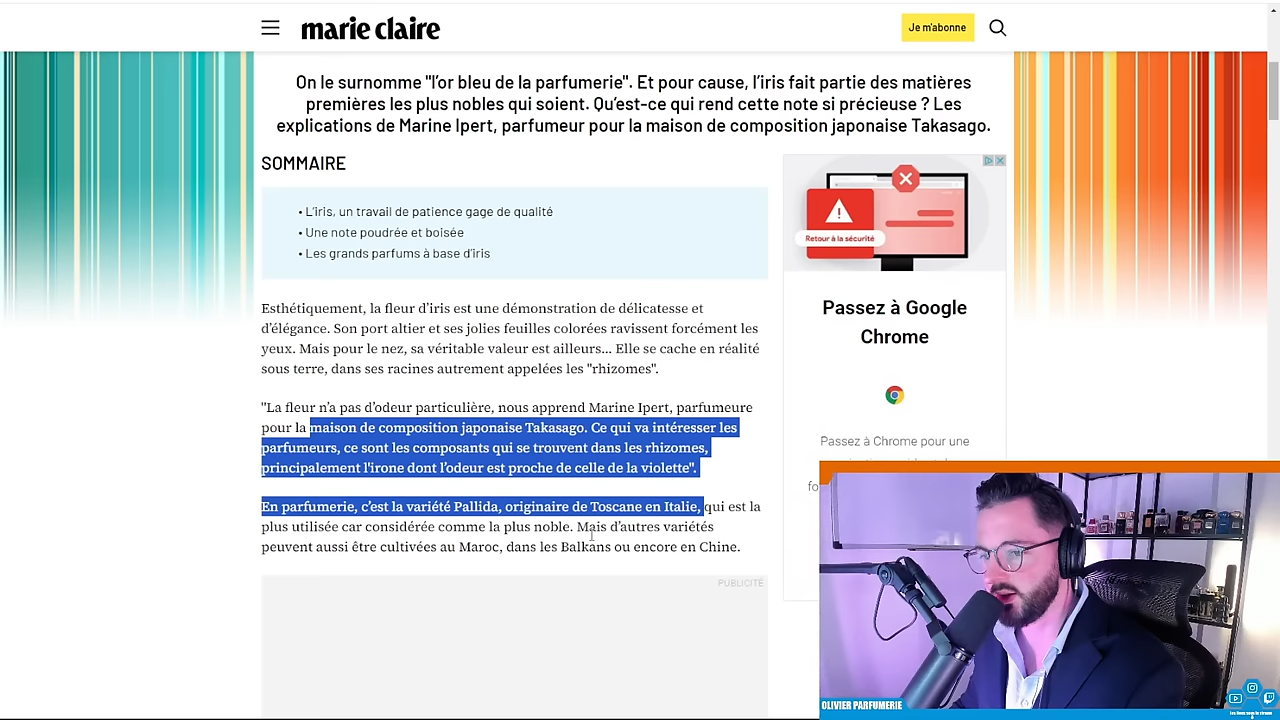 marie claire
Je m'abonne
On le surnomme "l'or bleu de la parfumerie". Et pour cause, l'iris fait partie des matières
premières les plus nobles qui soient. Qu'est-ce qui rend cette note si précieuse ? Les
explications de Marine Ipert, parfumeur pour la maison de composition japonaise Takasago.
SOMMAIRE
• L'iris, un travail de patience gage de qualité
• Une note poudrée et boisée
• Les grands parfums à base d'iris
Esthétiquement, la fleur d'iris est une démonstration de délicatesse et
d'élégance. Son port altier et ses jolies feuilles colorées ravissent forcément les
yeux. Mais pour le nez, sa véritable valeur est ailleurs... Elle se cache en réalité
sous terre, dans ses racines autrement appelées les "rhizomes".
"La fleur n'a pas d'odeur particulière, nous apprend Marine Ipert, parfumeure
pour la maison de composition japonaise Takasago. Ce qui va intéresser les
parfumeurs, ce sont les composants qui se trouvent dans les rhizomes,
principalement l'irone dont l'odeur est proche de celle de la violette".
En parfumerie, c'est la variété Pallida, originaire de Toscane en Italie, qui est la
plus utilisée car considérée comme la plus noble. Mais d'autres variétés
peuvent aussi être cultivées au Maroc, dans les Balkans ou encore en Chine.
PUBLICITÉ
Retour à la sécurité
Passez à Google
Chrome
Passez à Chrome pour une
fo
OLIVIER PARFUMERIE